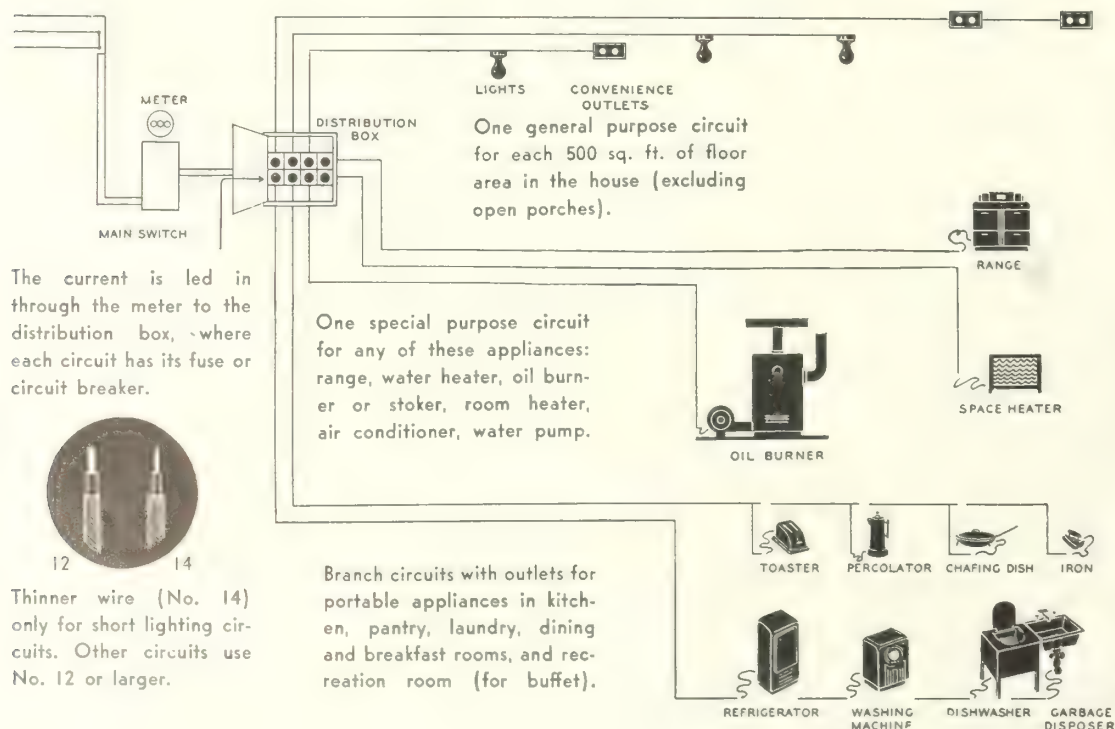 LIGHTS
CONVENIENCE
OUTLETS
METER
DISTRIBUTION
BOX
MAIN SWITCH
One general purpose circuit
for each 500 sq. ft. of floor
area in the house (excluding
open porches).
RANGE
The current is led in
through the meter to the
distribution box, where
each circuit has its fuse or
circuit breaker.
One special purpose circuit
for any of these appliances:
range, water heater, oil burn-
er or stoker, room heater,
air conditioner, water pump.
SPACE HEATER
OIL BURNER
12 14
Thinner wire (No. 14)
only for short lighting cir-
cuits. Other circuits use
No. 12 or larger.
TOASTER PERCOLATOR CHAFING DISH IRON
Branch circuits with outlets for
portable appliances in kitch-
en, pantry, laundry, dining
and breakfast rooms, and rec-
reation room (for buffet).
REFRIGERATOR
WASHING
MACHINE
DISHWASHER
GARBAGE
DISPOSER